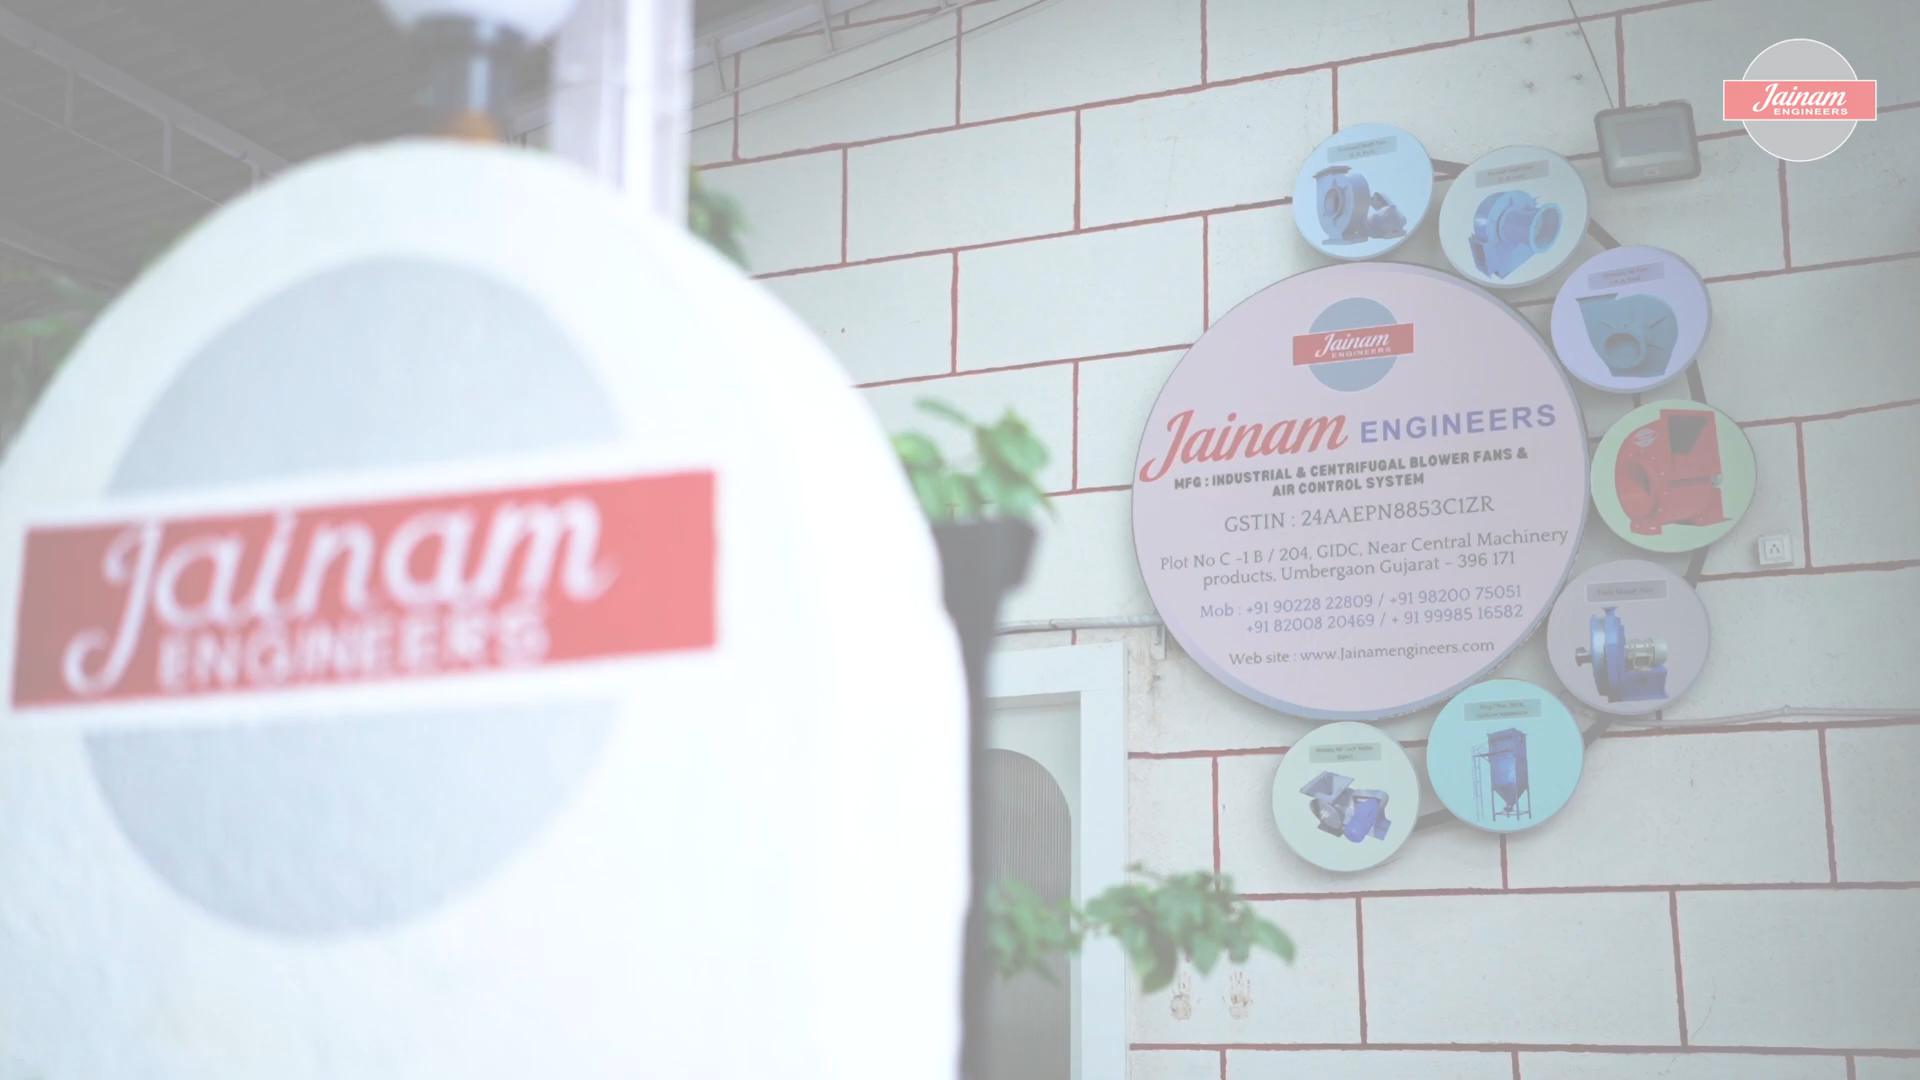 Jainam
ENGINEERS
Jainam
ENGINEERS
Jainam
ENGINEERS
Jainam ENGINEERS
MFG : INDUSTRIAL & CENTRIFUGAL BLOWER FANS &
AIR CONTROL SYSTEM
GSTIN : 24AAEPN8853C1ZR
Plot No C -1 B / 204, GIDC, Near Central Machinery
products, Umbergaon Gujarat - 396 171
Mob : +91 90228 22809 / +91 98200 75051
+91 82008 20469 / + 91 99985 16582
Web site : www.Jainamengineers.com